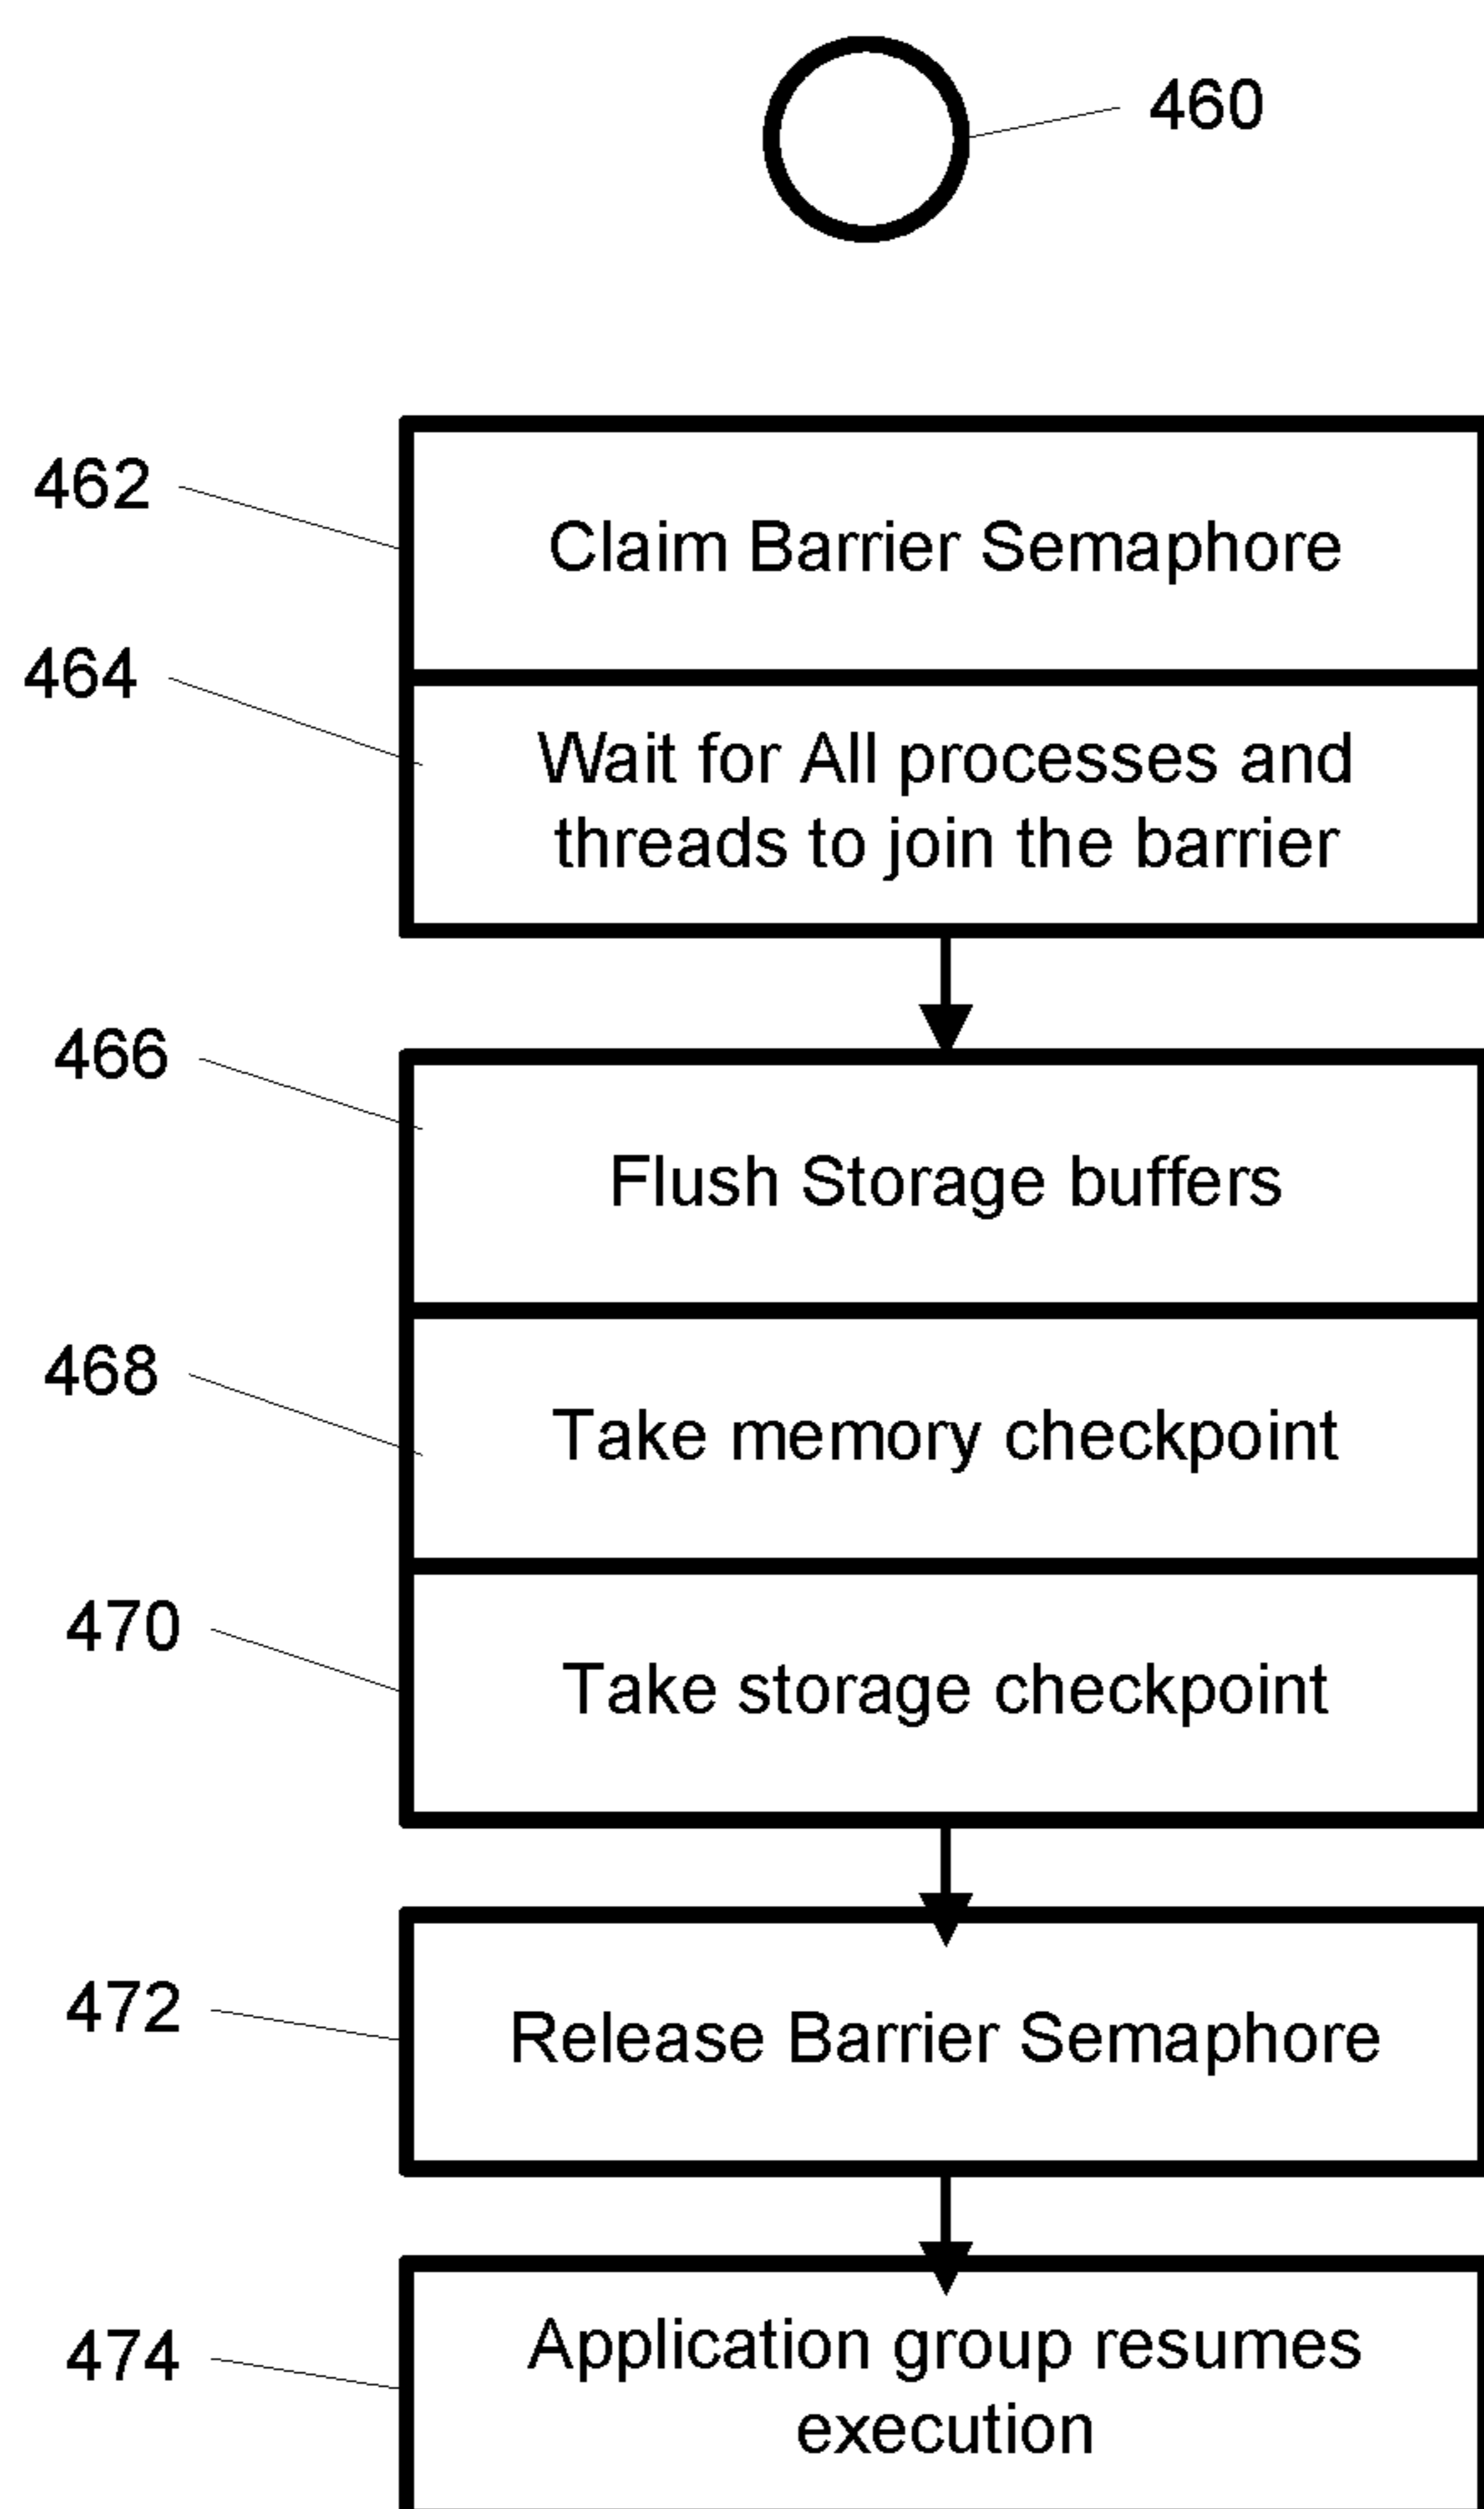 460
462
Claim Barrier Semaphore
464
Wait for All processes and
threads to join the barrier
466
Flush Storage buffers
468
Take memory checkpoint
470
Take storage checkpoint
472
Release Barrier Semaphore
474
Application group resumes
execution